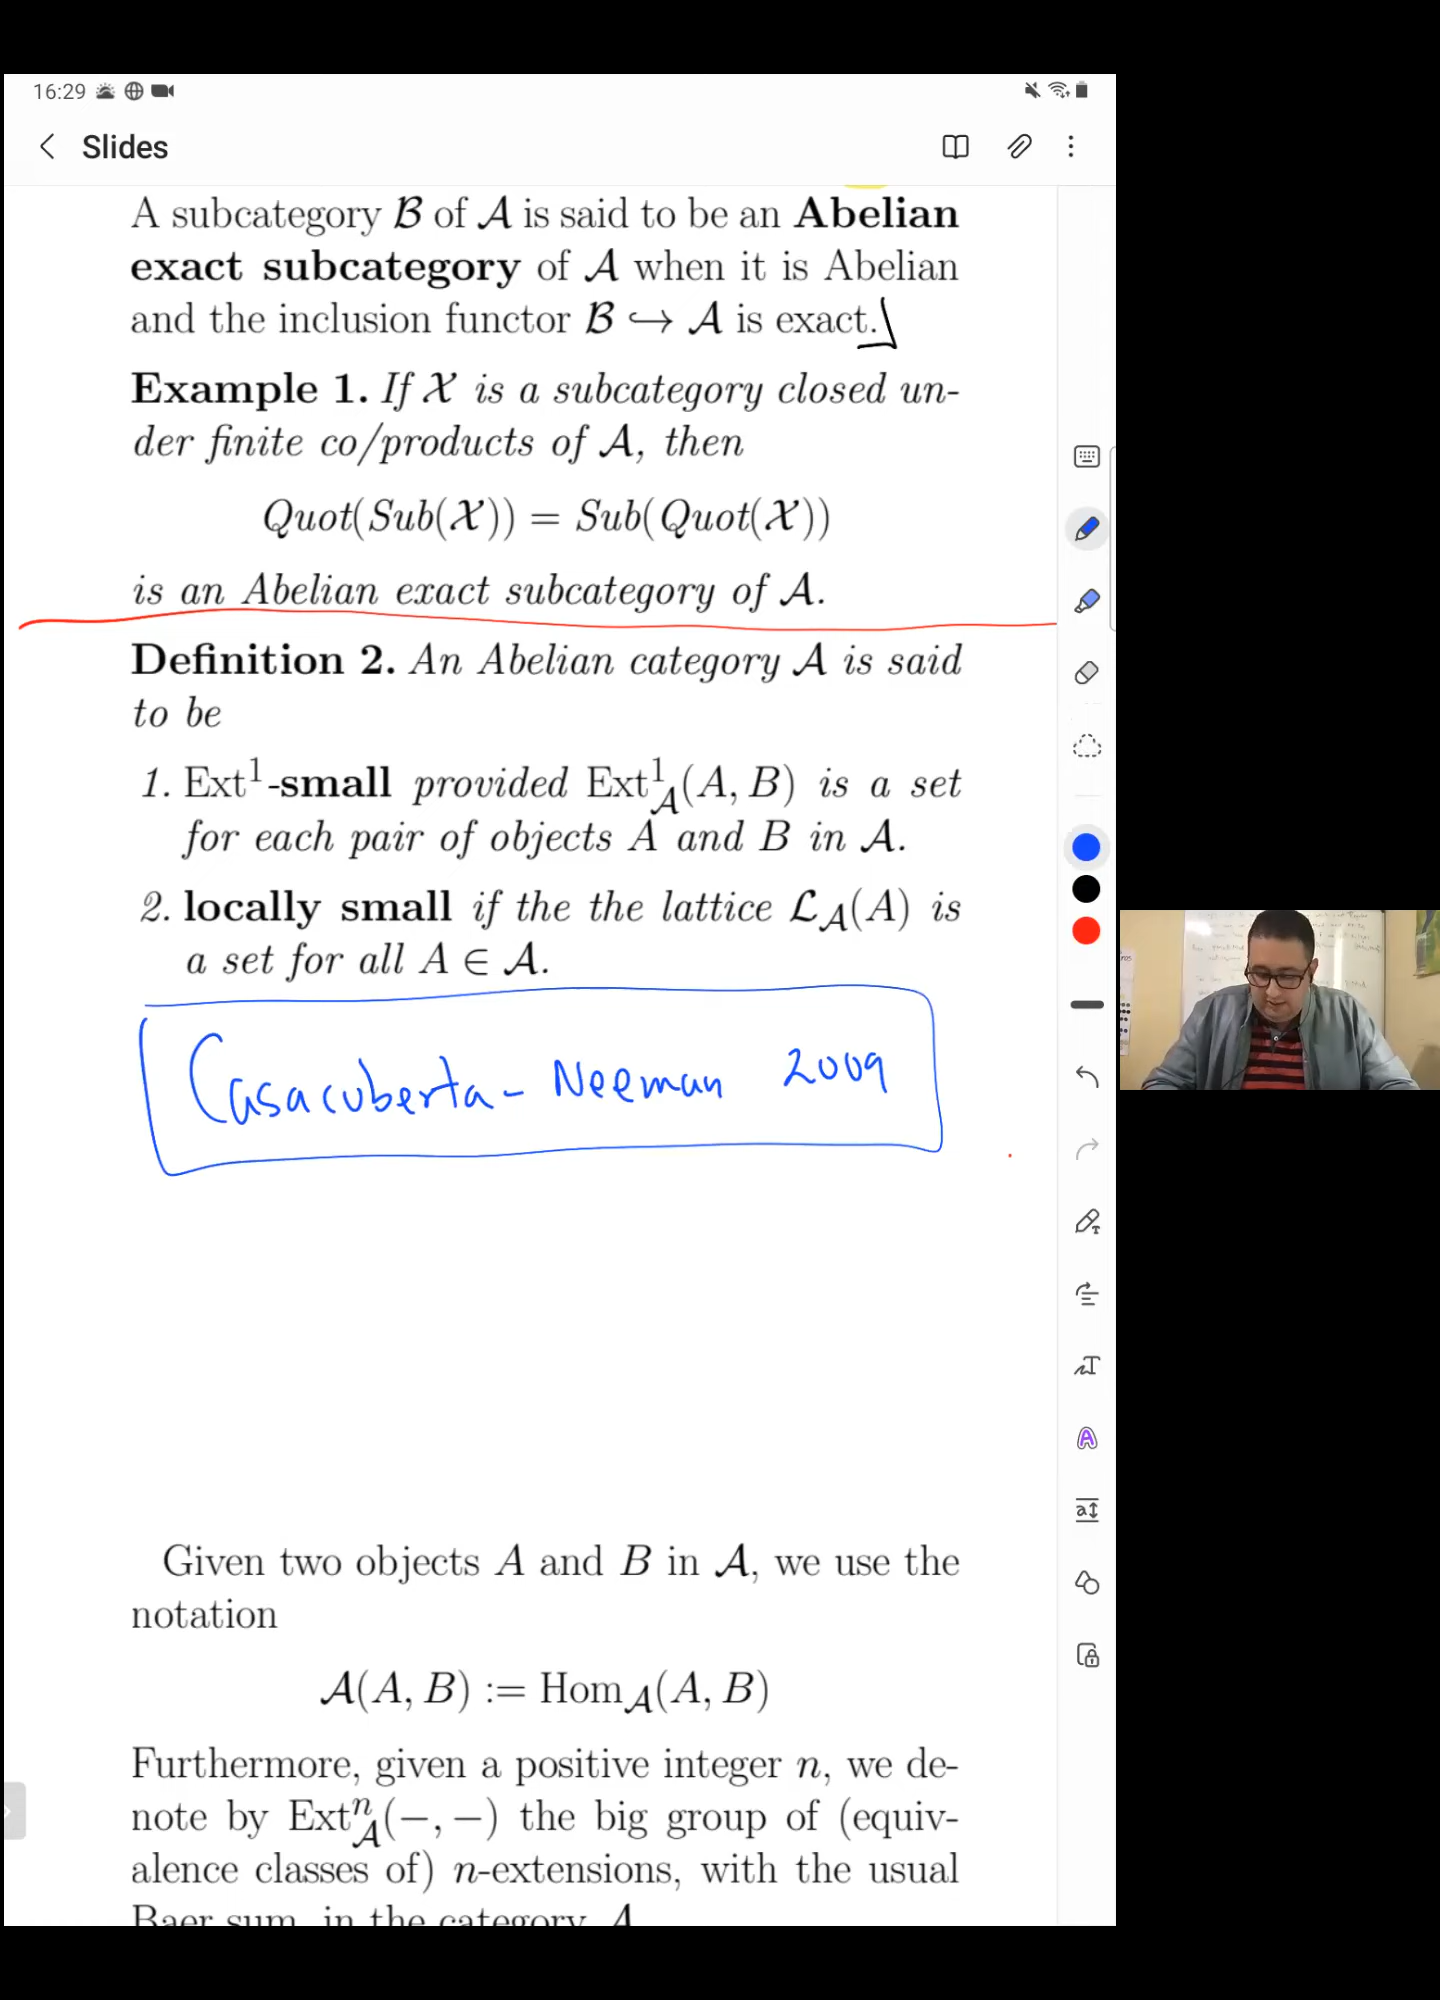 16:29
Slides
A subcategory ℬ of 𝒜 is said to be an Abelian
exact subcategory of 𝒜 when it is Abelian
and the inclusion functor ℬ ↪ 𝒜 is exact.
Example 1. If 𝒳 is a subcategory closed un-
der finite co/products of 𝒜, then
Quot(Sub(𝒳)) = Sub(Quot(𝒳))
is an Abelian exact subcategory of 𝒜.
Definition 2. An Abelian category 𝒜 is said
to be
1. Ext¹-small provided Ext¹_𝒜(A, B) is a set
for each pair of objects A and B in 𝒜.
2. locally small if the the lattice ℒ_𝒜(A) is
a set for all A ∈ 𝒜.
Casacuberta - Neeman 2009
Given two objects A and B in 𝒜, we use the
notation
𝒜(A, B) := Hom_𝒜(A, B)
Furthermore, given a positive integer n, we de-
note by Ext^n_𝒜(−, −) the big group of (equiv-
alence classes of) n-extensions, with the usual
Baer sum, in the category 𝒜